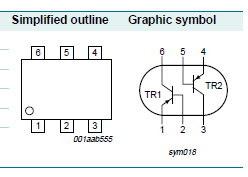 Simplified outline Graphic symbol
6 5 4
1 2 3
001aab555
6 5 4
TR1
TR2
1 2 3
sym018